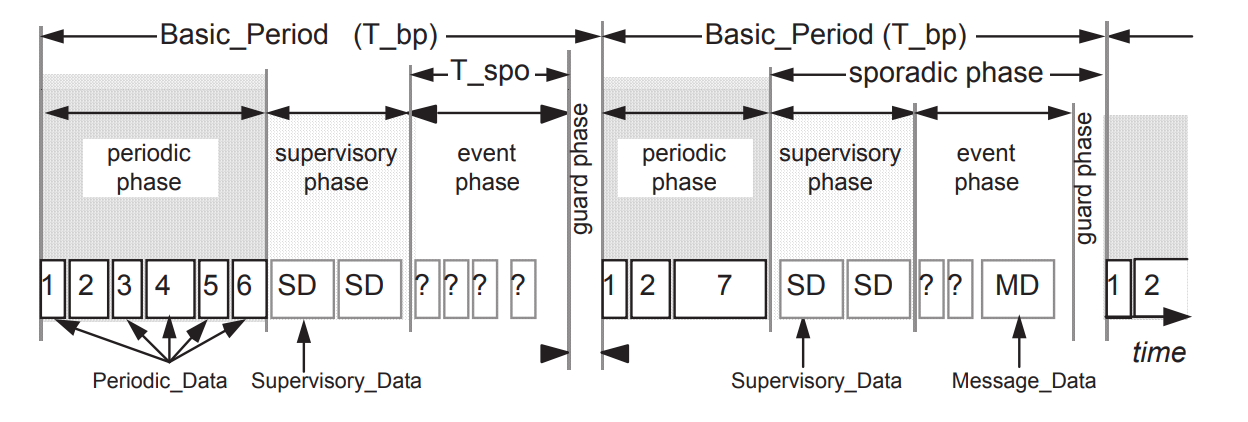 Basic_Period (T_bp)
Basic_Period (T_bp)
T_spo
sporadic phase
periodic
phase
supervisory
phase
event
phase
guard phase
periodic
phase
supervisory
phase
event
phase
guard phase
1 2 3 4 5 6 SD SD ? ? ? ? 1 2 7 SD SD ? ? MD 1 2
time
Periodic_Data Supervisory_Data Supervisory_Data Message_Data